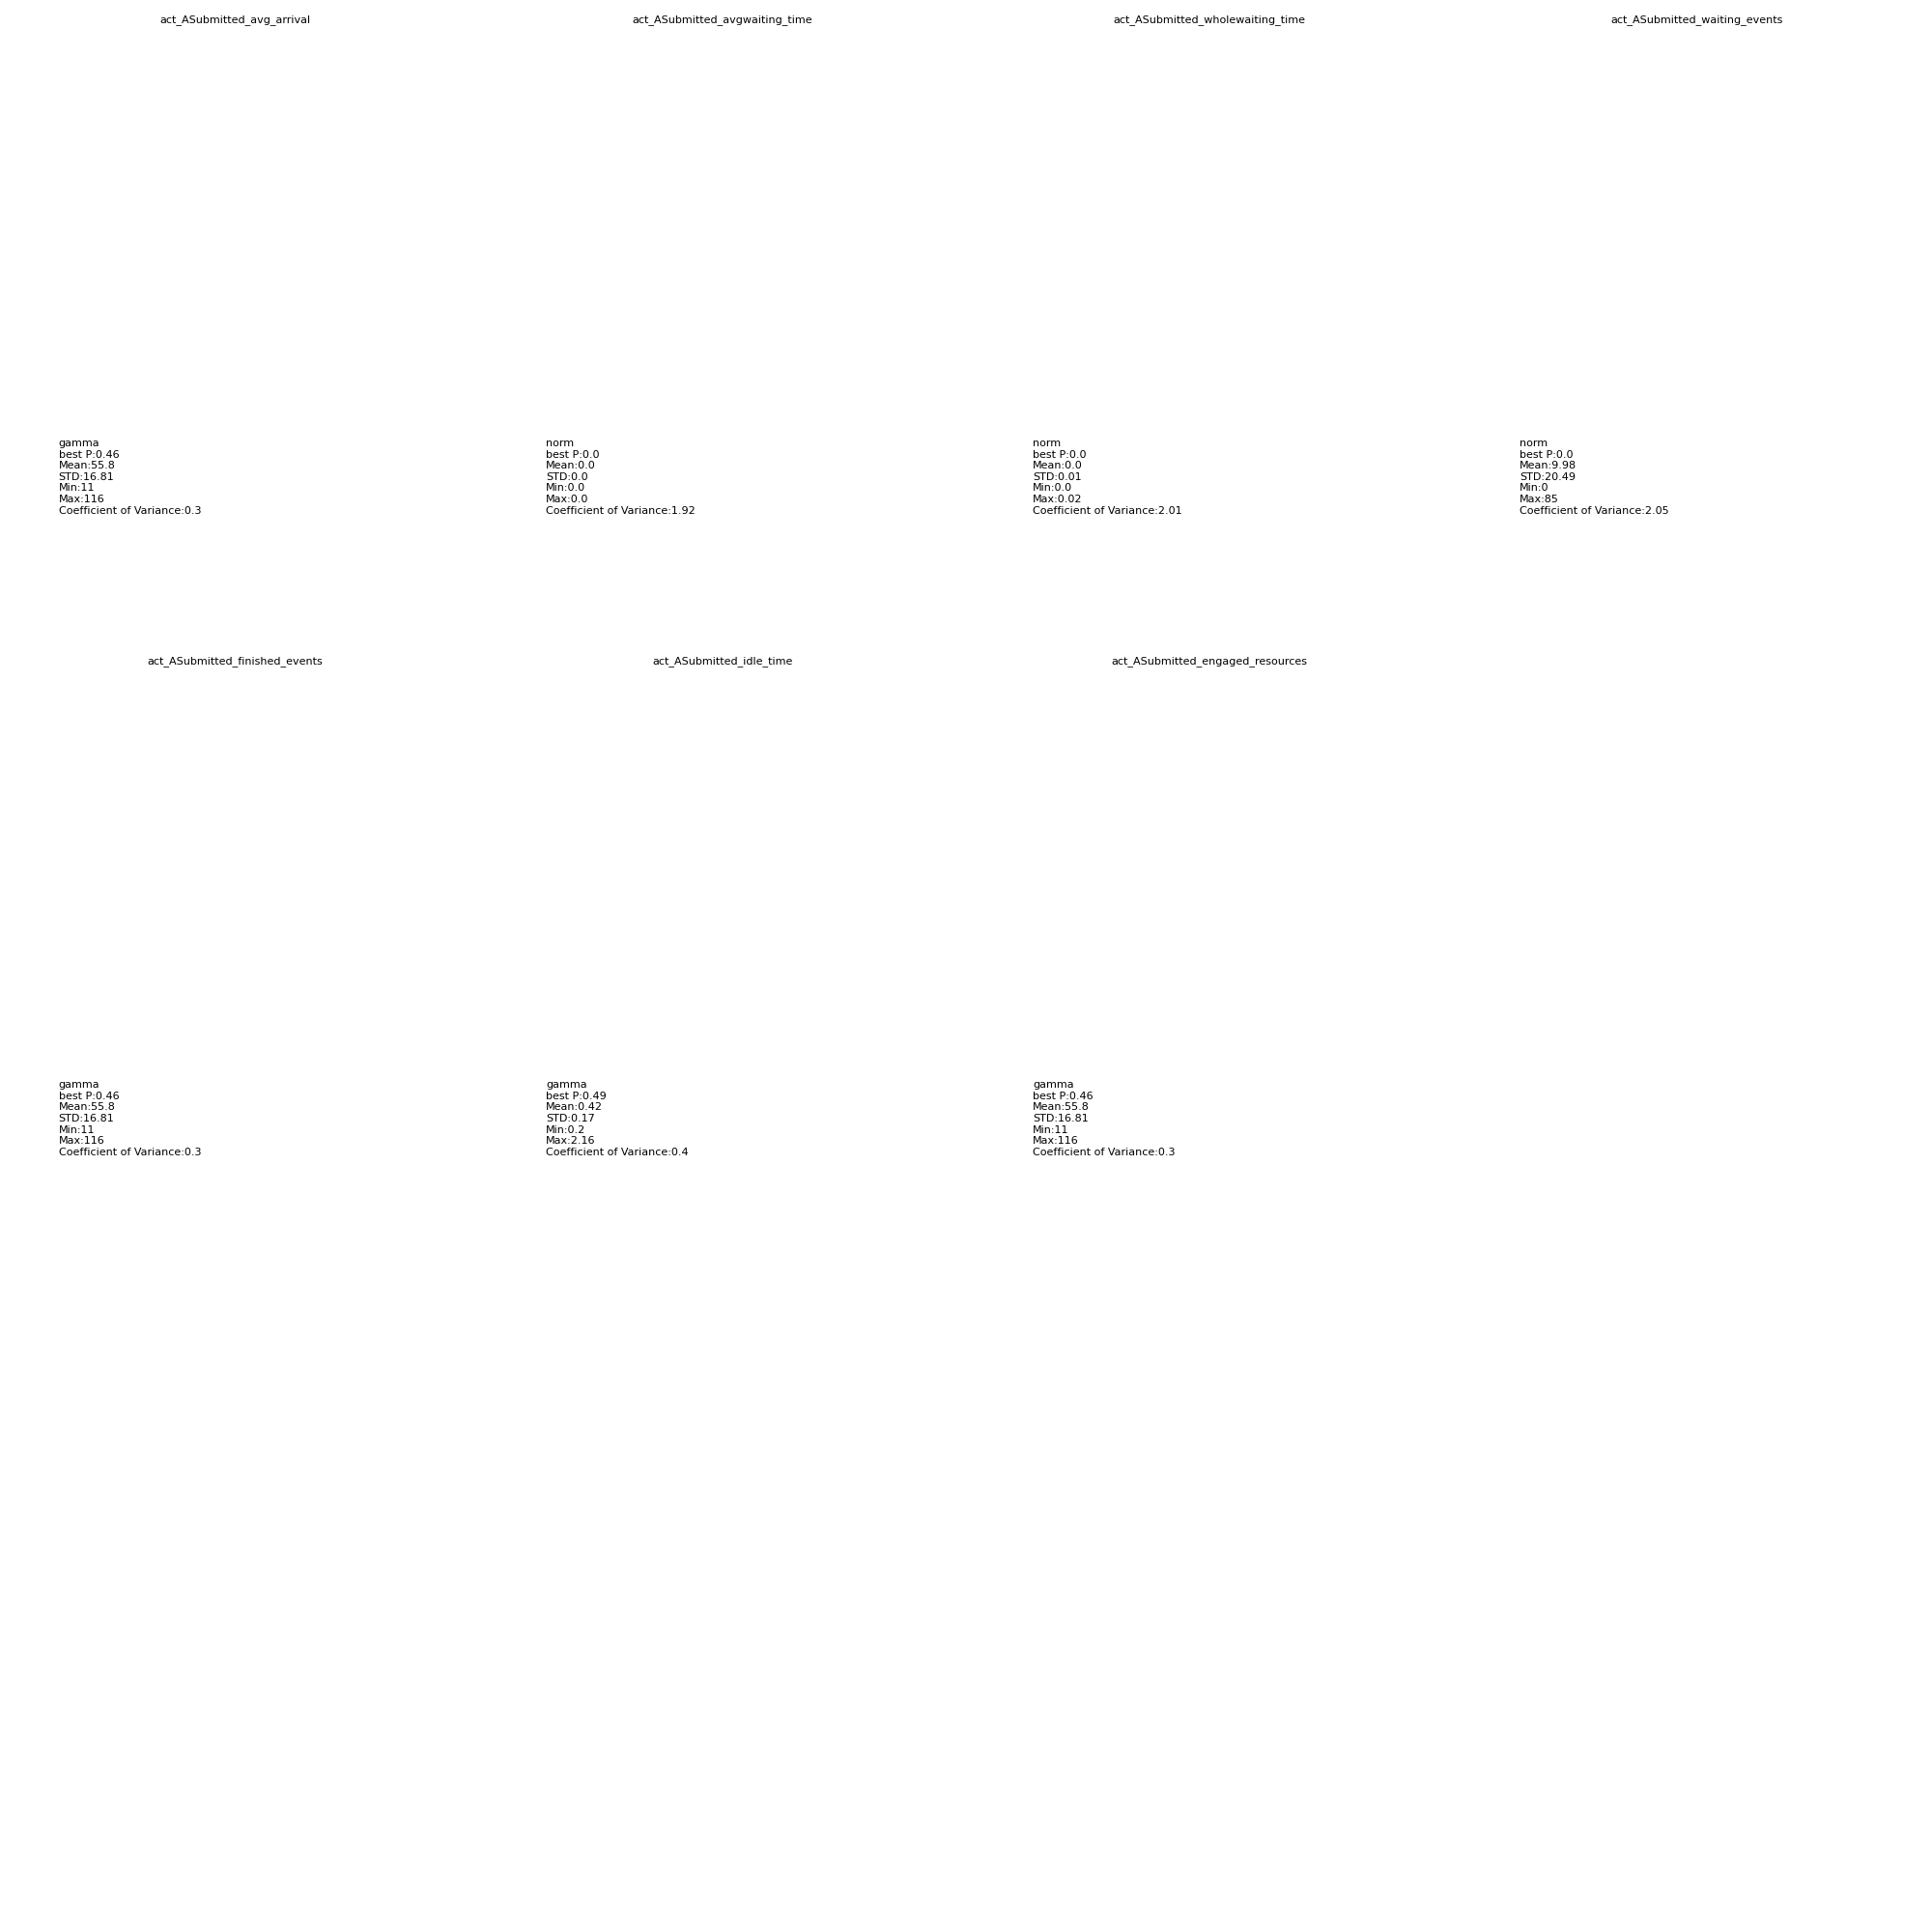 act_ASubmitted_avg_arrival
gamma
best P:0.46
Mean:55.8
STD:16.81
Min:11
Max:116
Coefficient of Variance:0.3
act_ASubmitted_avgwaiting_time
norm
best P:0.0
Mean:0.0
STD:0.0
Min:0.0
Max:0.0
Coefficient of Variance:1.92
act_ASubmitted_wholewaiting_time
norm
best P:0.0
Mean:0.0
STD:0.01
Min:0.0
Max:0.02
Coefficient of Variance:2.01
act_ASubmitted_waiting_events
norm
best P:0.0
Mean:9.98
STD:20.49
Min:0
Max:85
Coefficient of Variance:2.05
act_ASubmitted_finished_events
gamma
best P:0.46
Mean:55.8
STD:16.81
Min:11
Max:116
Coefficient of Variance:0.3
act_ASubmitted_idle_time
gamma
best P:0.49
Mean:0.42
STD:0.17
Min:0.2
Max:2.16
Coefficient of Variance:0.4
act_ASubmitted_engaged_resources
gamma
best P:0.46
Mean:55.8
STD:16.81
Min:11
Max:116
Coefficient of Variance:0.3